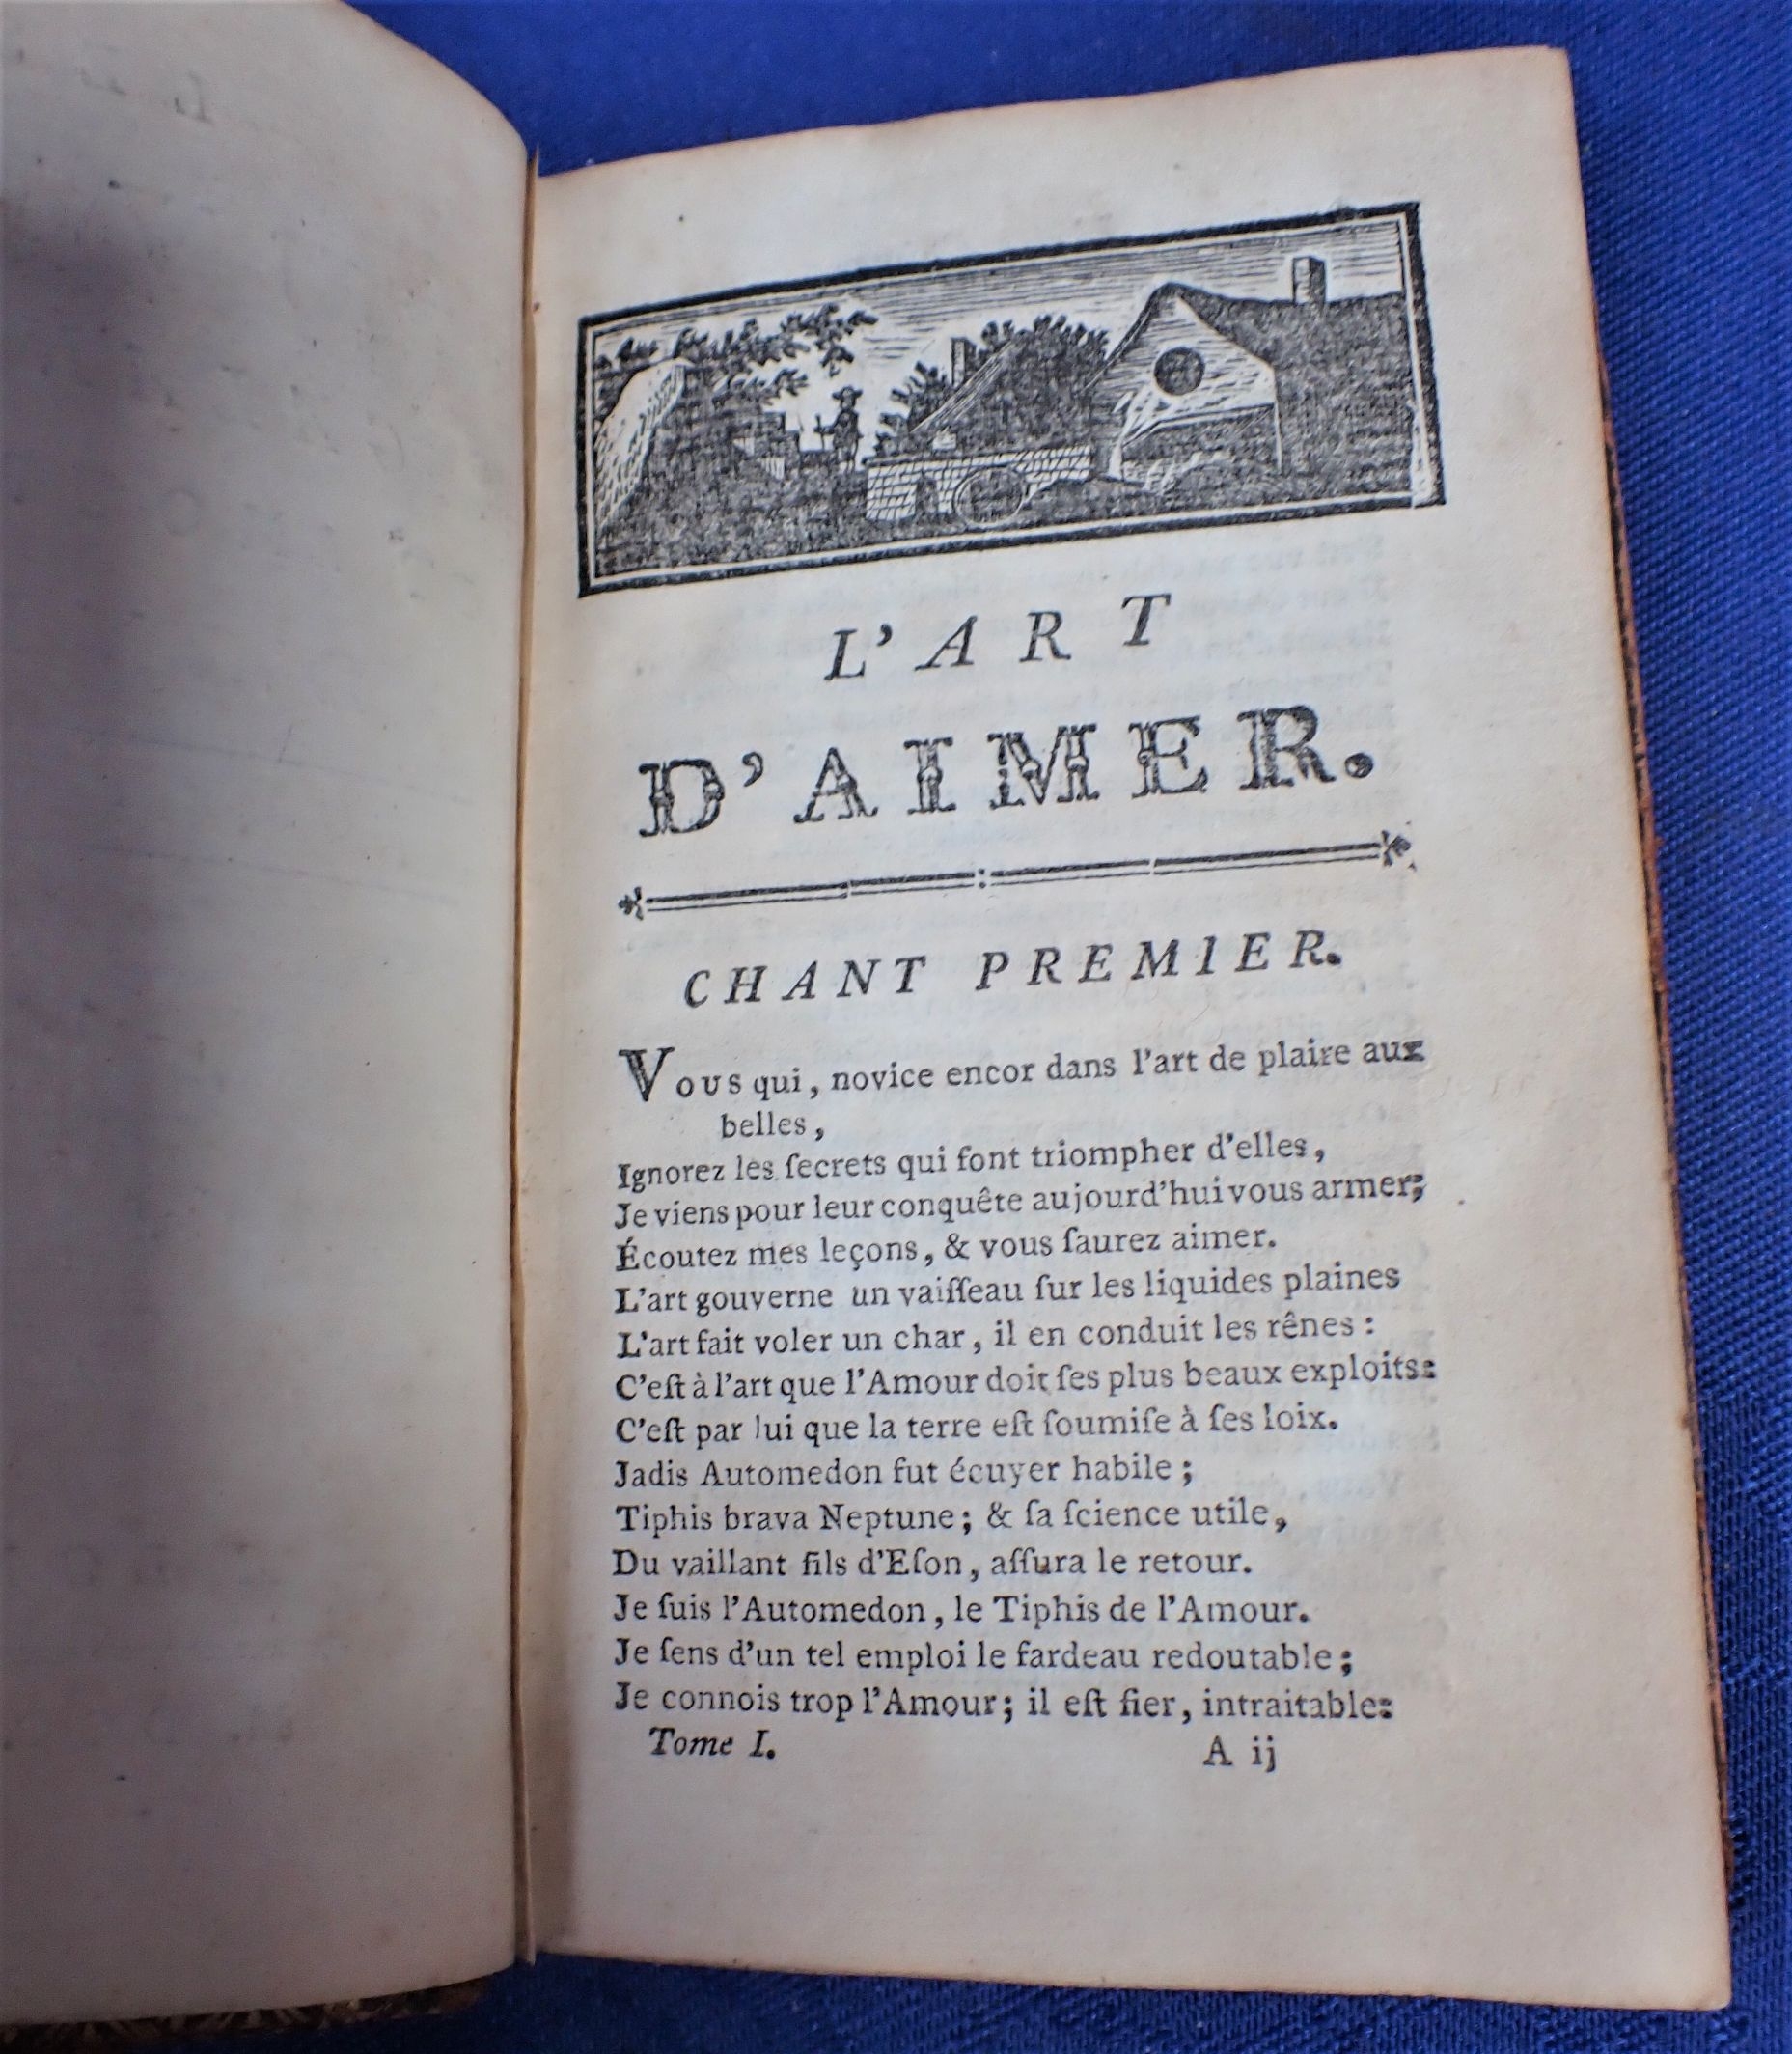 L'ART
D'AIMER.
CHANT PREMIER.
Vous qui, novice encor dans l'art de plaire aux
belles,
Ignorez les ſecrets qui font triompher d'elles,
Je viens pour leur conquête aujourd'hui vous armer;
Écoutez mes leçons, & vous ſaurez aimer.
L'art gouverne un vaiſſeau ſur les liquides plaines
L'art fait voler un char, il en conduit les rênes :
C'eſt à l'art que l'Amour doit ſes plus beaux exploits:
C'eſt par lui que la terre eſt ſoumiſe à ſes loix.
Jadis Automedon fut écuyer habile ;
Tiphis brava Neptune; & ſa ſcience utile,
Du vaillant fils d'Eſon, aſſura le retour.
Je ſuis l'Automedon, le Tiphis de l'Amour.
Je ſens d'un tel emploi le fardeau redoutable;
Je connois trop l'Amour; il eſt fier, intraitable:
Tome I. A ij